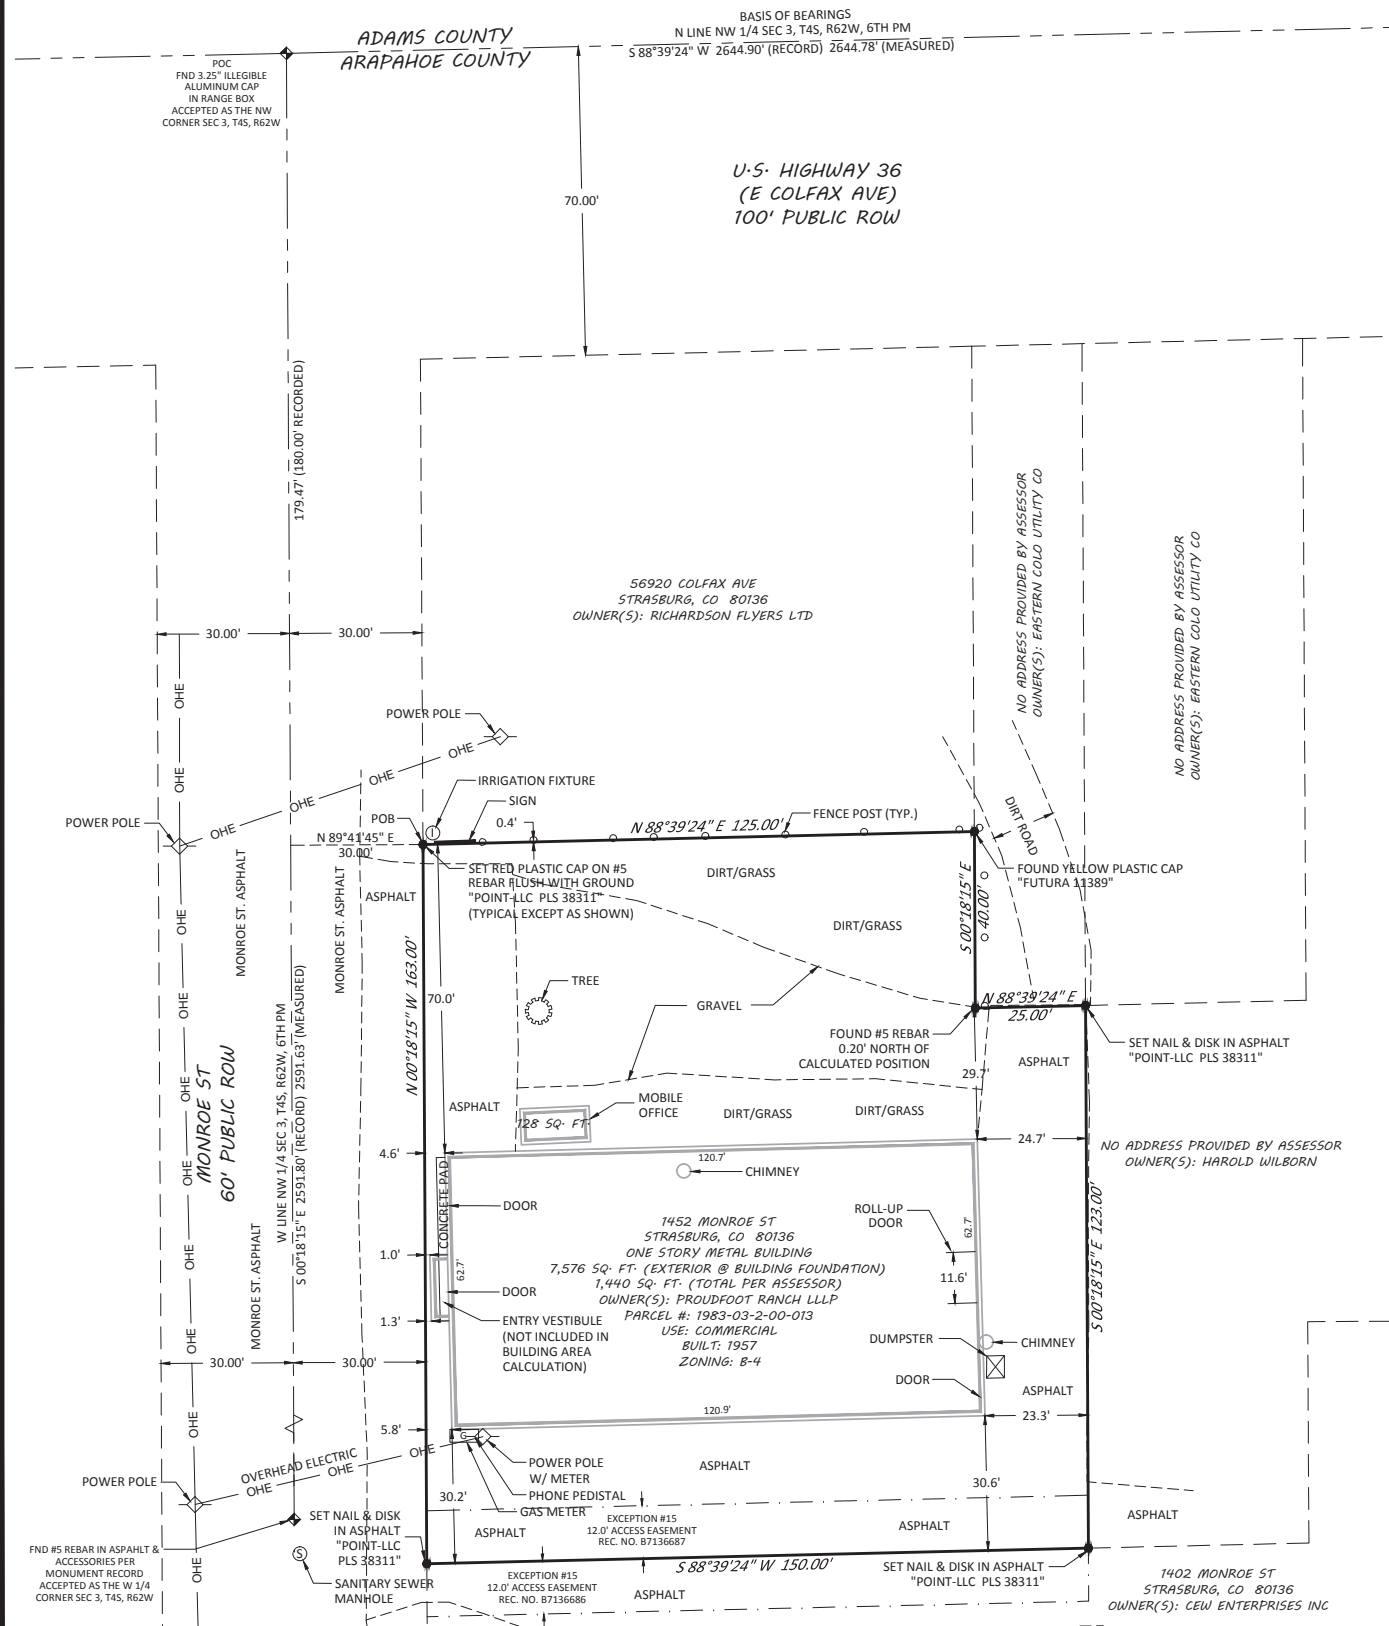 BASIS OF BEARINGS
N LINE NW 1/4 SEC 3, T4S, R62W, 6TH PM
S 88°39'24" W 2644.90' (RECORD) 2644.78' (MEASURED)
ADAMS COUNTY
ARAPAHOE COUNTY
POC
FND 3.25" ILLEGIBLE
ALUMINUM CAP
IN RANGE BOX
ACCEPTED AS THE NW
CORNER SEC 3, T4S, R62W
U.S. HIGHWAY 36
(E COLFAX AVE)
100' PUBLIC ROW
70.00'
179.47' (180.00' RECORDED)
56920 COLFAX AVE
STRASBURG, CO 80136
OWNER(S): RICHARDSON FLYERS LTD
NO ADDRESS PROVIDED BY ASSESSOR
OWNER(S): EASTERN COLO UTILITY CO
NO ADDRESS PROVIDED BY ASSESSOR
OWNER(S): EASTERN COLO UTILITY CO
30.00'
30.00'
OHE
OHE
POWER POLE
OHE
OHE
OHE
OHE
IRRIGATION FIXTURE
I
SIGN
0.4'
POB
POWER POLE
N 89°41'45" E
30.00'
N 88°39'24" E 125.00'
FENCE POST (TYP.)
DIRT ROAD
SET RED PLASTIC CAP ON #5
REBAR FLUSH WITH GROUND
"POINT-LLC PLS 38311"
(TYPICAL EXCEPT AS SHOWN)
DIRT/GRASS
FOUND YELLOW PLASTIC CAP
"FUTURA 11389"
ASPHALT
MONROE ST. ASPHALT
MONROE ST. ASPHALT
OHE
OHE
DIRT/GRASS
S 00°18'15" E
40.00'
N 00°18'15" W 163.00'
70.0'
TREE
GRAVEL
N 88°39'24" E
25.00'
FOUND #5 REBAR
0.20' NORTH OF
CALCULATED POSITION
SET NAIL & DISK IN ASPHALT
"POINT-LLC PLS 38311"
29.7'
ASPHALT
MONROE ST
60' PUBLIC ROW
W LINE NW 1/4 SEC 3, T4S, R62W, 6TH PM
S 00°18'15" E 2591.80' (RECORD) 2591.63' (MEASURED)
OHE
OHE
ASPHALT
128 SQ. FT.
MOBILE
OFFICE
DIRT/GRASS
DIRT/GRASS
24.7'
NO ADDRESS PROVIDED BY ASSESSOR
OWNER(S): HAROLD WILBORN
4.6'
120.7'
CHIMNEY
CONCRETE PAD
DOOR
ROLL-UP
DOOR
62.7'
S 00°18'15" E 123.00'
1452 MONROE ST
STRASBURG, CO 80136
ONE STORY METAL BUILDING
7,576 SQ. FT. (EXTERIOR @ BUILDING FOUNDATION)
1,440 SQ. FT. (TOTAL PER ASSESSOR)
OWNER(S): PROUDFOOT RANCH LLLP
PARCEL #: 1983-03-2-00-013
USE: COMMERCIAL
BUILT: 1957
ZONING: B-4
1.0'
62.7'
11.6'
DOOR
1.3'
ENTRY VESTIBULE
(NOT INCLUDED IN
BUILDING AREA
CALCULATION)
DUMPSTER
CHIMNEY
MONROE ST. ASPHALT
OHE
30.00'
30.00'
DOOR
ASPHALT
120.9'
23.3'
OHE
5.8'
G
OVERHEAD ELECTRIC
OHE
OHE
OHE
POWER POLE
POWER POLE
W/ METER
PHONE PEDISTAL
GAS METER
ASPHALT
30.2'
30.6'
SET NAIL & DISK
IN ASPHALT
"POINT-LLC
PLS 38311"
ASPHALT
EXCEPTION #15
12.0' ACCESS EASEMENT
REC. NO. B7136687
ASPHALT
ASPHALT
FND #5 REBAR IN ASPAHLT &
ACCESSORIES PER
MONUMENT RECORD
ACCEPTED AS THE W 1/4
CORNER SEC 3, T4S, R62W
S
OHE
SANITARY SEWER
MANHOLE
EXCEPTION #15
12.0' ACCESS EASEMENT
REC. NO. B7136686
S 88°39'24" W 150.00'
ASPHALT
SET NAIL & DISK IN ASPHALT
"POINT-LLC PLS 38311"
1402 MONROE ST
STRASBURG, CO 80136
OWNER(S): CEW ENTERPRISES INC